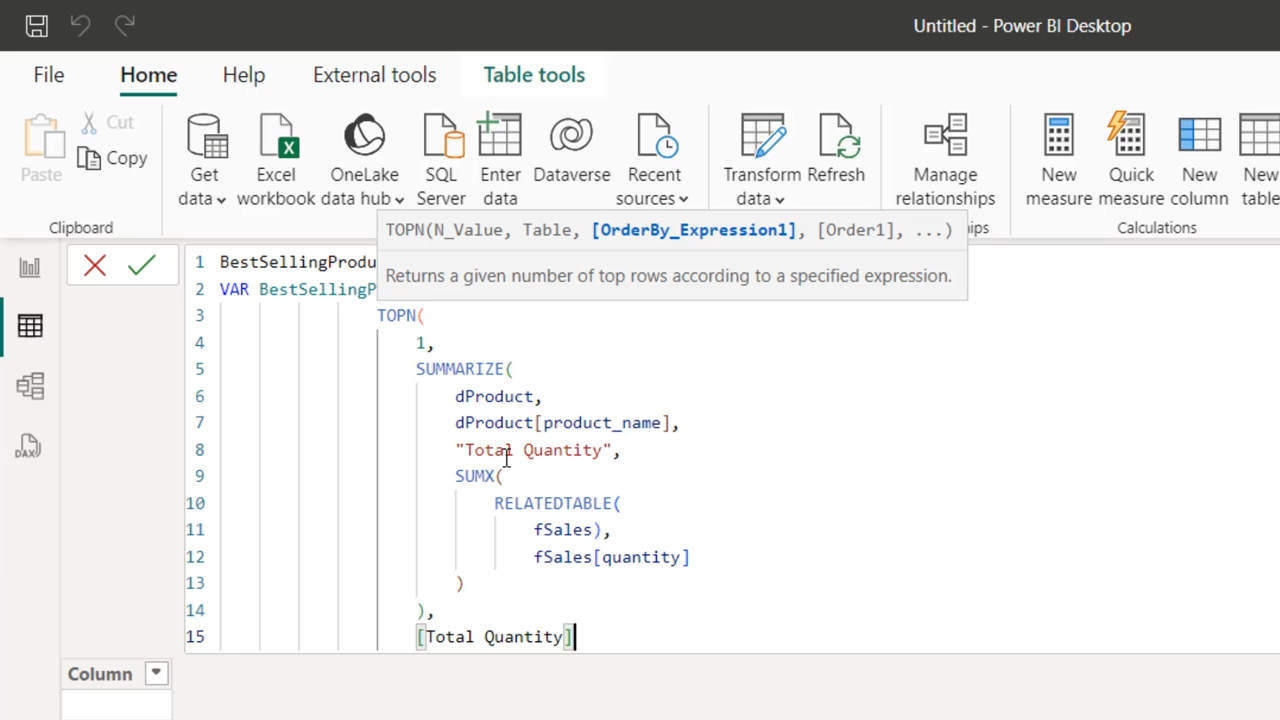 Untitled - Power BI Desktop
File Home Help External tools Table tools
Paste Cut Copy
Get data Excel workbook OneLake data hub SQL Server Enter data Dataverse Recent sources Transform data Refresh Manage relationships New measure Quick measure New column New table
Clipboard Calculations
TOPN(N_Value, Table, [OrderBy_Expression1], [Order1], ...)
Returns a given number of top rows according to a specified expression.
1 BestSellingProdu
2 VAR BestSellingP
3 TOPN(
4 1,
5 SUMMARIZE(
6 dProduct,
7 dProduct[product_name],
8 "Total Quantity",
9 SUMX(
10 RELATEDTABLE(
11 fSales),
12 fSales[quantity]
13 )
14 ),
15 [Total Quantity]
DAX
Column